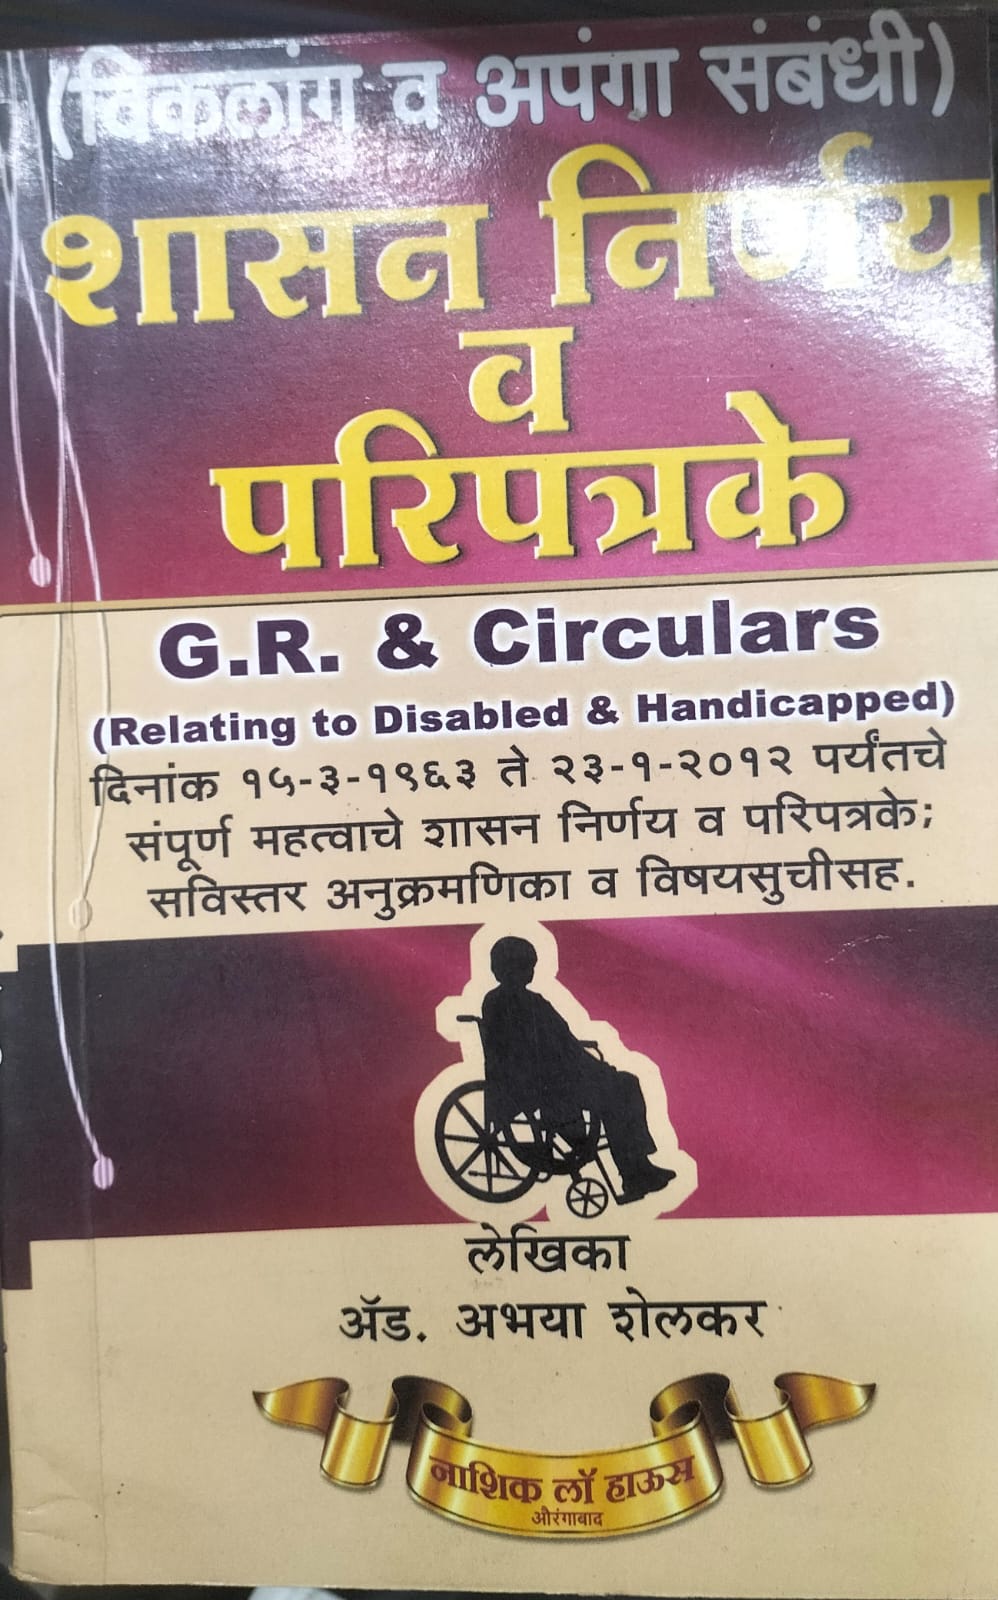 (विकलांग व अपंगा संबंधी)
शासन निर्णय
व
परिपत्रके
G.R. & Circulars
(Relating to Disabled & Handicapped)
दिनांक १५-३-१९६३ ते २३-१-२०१२ पर्यंतचे
संपूर्ण महत्वाचे शासन निर्णय व परिपत्रके;
सविस्तर अनुक्रमणिका व विषयसुचीसह.
लेखिका
ॲड. अभया शेलकर
नाशिक लॉ हाऊस
औरंगाबाद